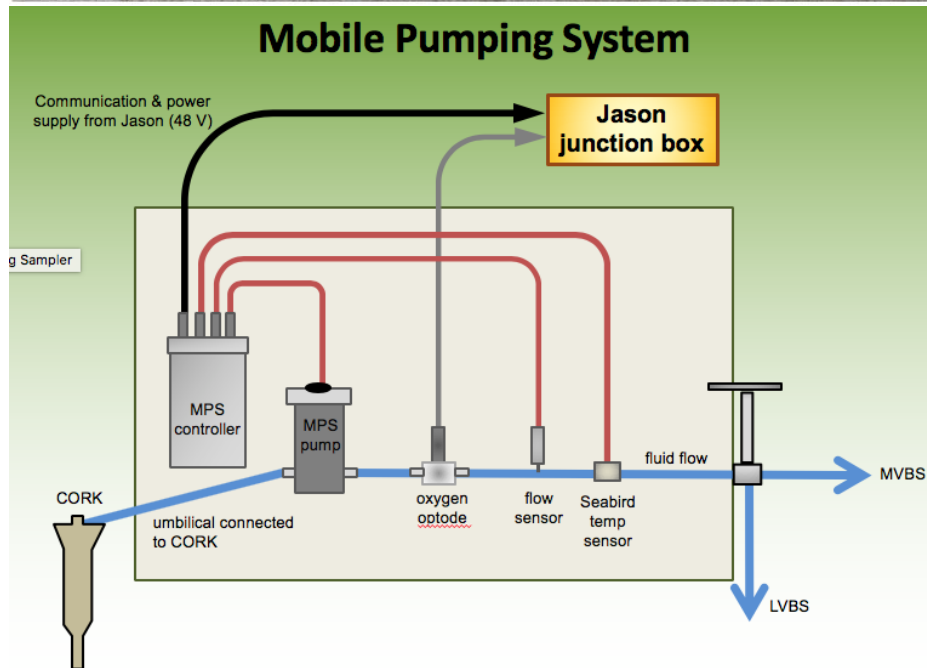 Mobile Pumping System
Communication & power
supply from Jason (48 V)
Jason
junction box
g Sampler
MPS
controller
MPS
pump
fluid flow
MVBS
CORK
umbilical connected
to CORK
oxygen
optode
flow
sensor
Seabird
temp
sensor
LVBS